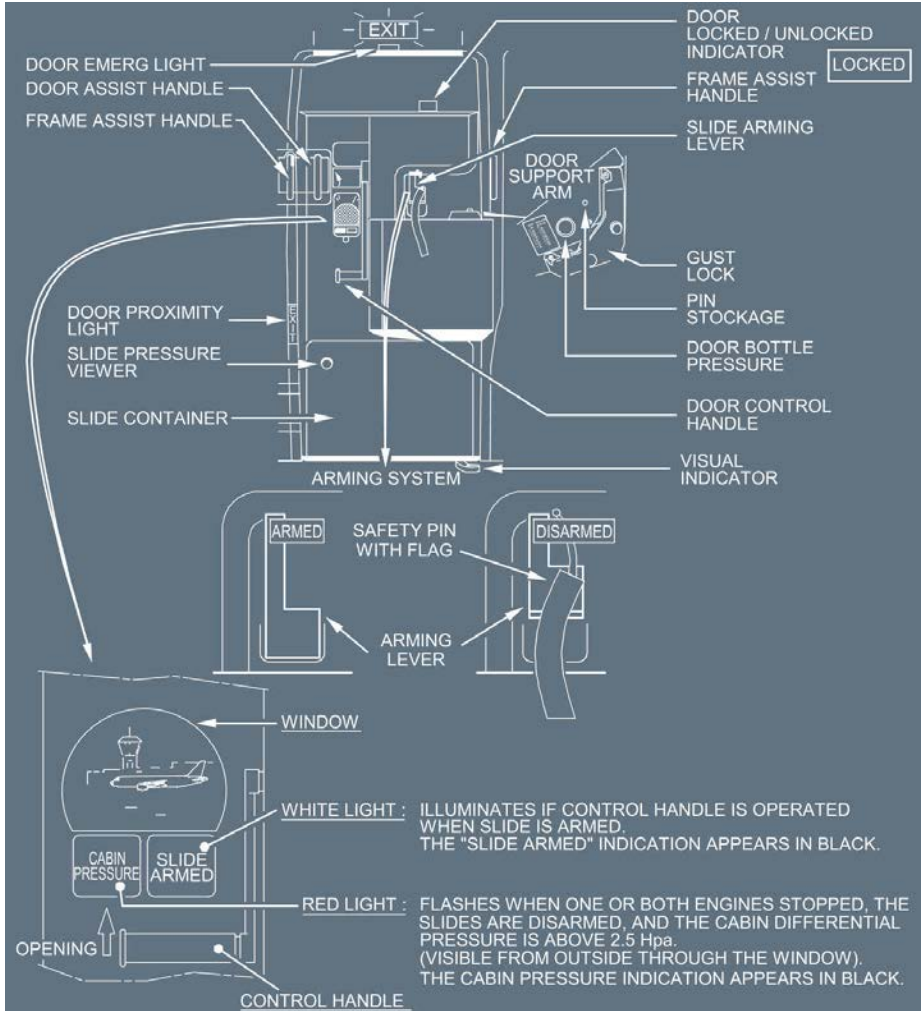 EXIT
DOOR
LOCKED / UNLOCKED
INDICATOR
LOCKED
DOOR EMERG LIGHT
DOOR ASSIST HANDLE
FRAME ASSIST HANDLE
FRAME ASSIST
HANDLE
SLIDE ARMING
LEVER
DOOR
SUPPORT
ARM
GUST
LOCK
PIN
STOCKAGE
DOOR PROXIMITY
LIGHT
EXIT
SLIDE PRESSURE
VIEWER
DOOR BOTTLE
PRESSURE
SLIDE CONTAINER
DOOR CONTROL
HANDLE
ARMING SYSTEM
VISUAL
INDICATOR
ARMED
SAFETY PIN
WITH FLAG
DISARMED
ARMING
LEVER
WINDOW
WHITE LIGHT : ILLUMINATES IF CONTROL HANDLE IS OPERATED
WHEN SLIDE IS ARMED.
THE "SLIDE ARMED" INDICATION APPEARS IN BLACK.
CABIN
PRESSURE
SLIDE
ARMED
RED LIGHT : FLASHES WHEN ONE OR BOTH ENGINES STOPPED, THE
SLIDES ARE DISARMED, AND THE CABIN DIFFERENTIAL
PRESSURE IS ABOVE 2.5 Hpa.
(VISIBLE FROM OUTSIDE THROUGH THE WINDOW).
THE CABIN PRESSURE INDICATION APPEARS IN BLACK.
OPENING
CONTROL HANDLE